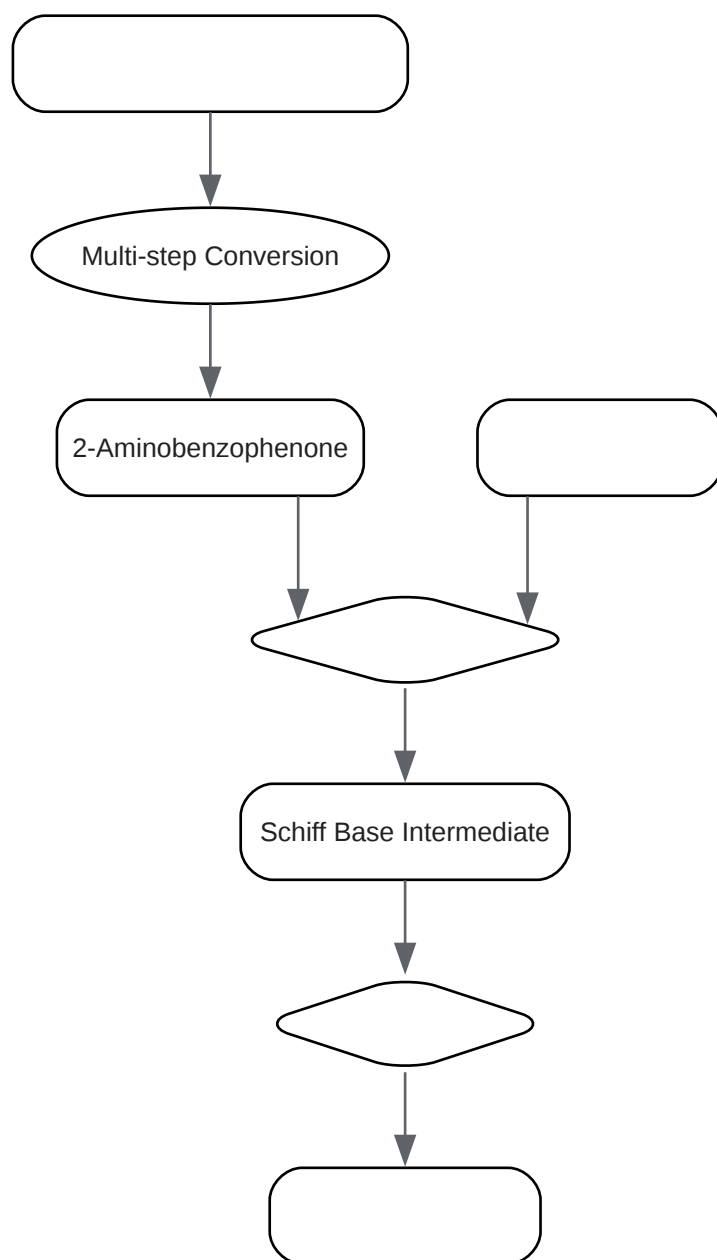 Multi-step Conversion
2-Aminobenzophenone
Schiff Base Intermediate